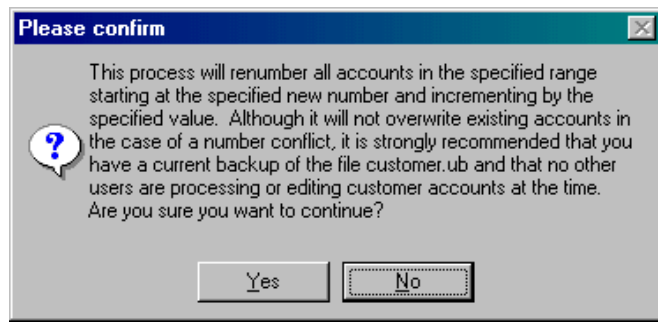 Please confirm
This process will renumber all accounts in the specified range
starting at the specified new number and incrementing by the
specified value.  Although it will not overwrite existing accounts in
the case of a number conflict, it is strongly recommended that you
have a current backup of the file customer.ub and that no other
users are processing or editing customer accounts at the time.
Are you sure you want to continue?
Yes
No